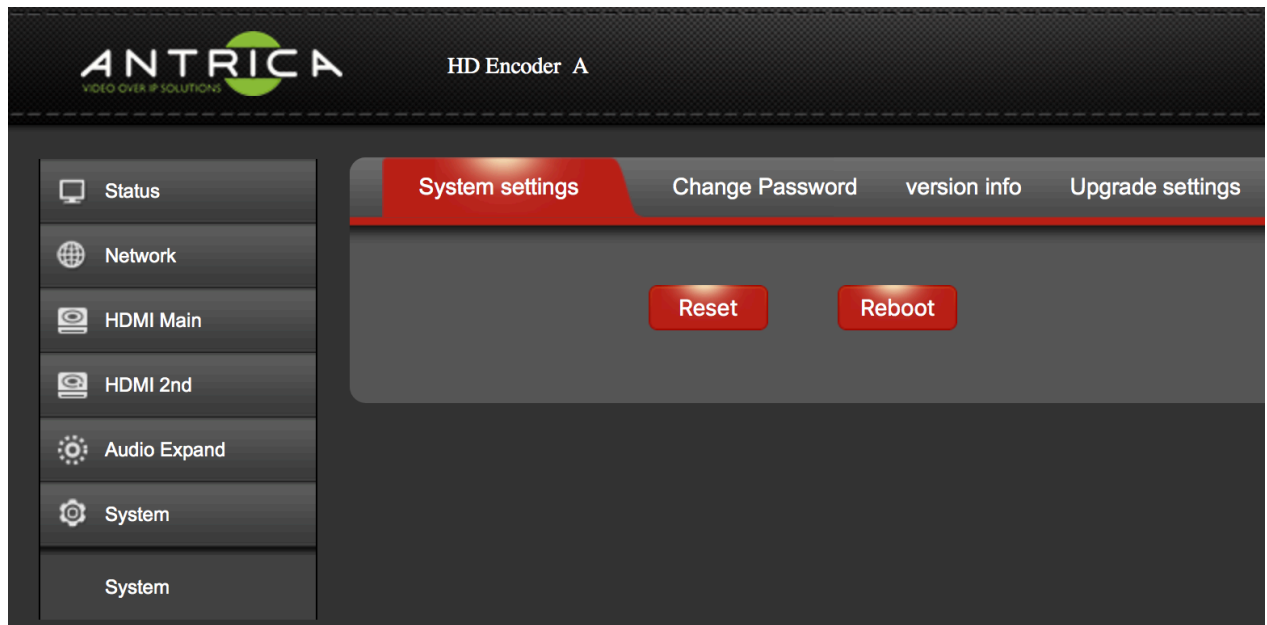 ANTRICA
VIDEO OVER IP SOLUTIONS
HD Encoder A
Status
Network
HDMI Main
HDMI 2nd
Audio Expand
System
System
System settings
Change Password
version info
Upgrade settings
Reset
Reboot